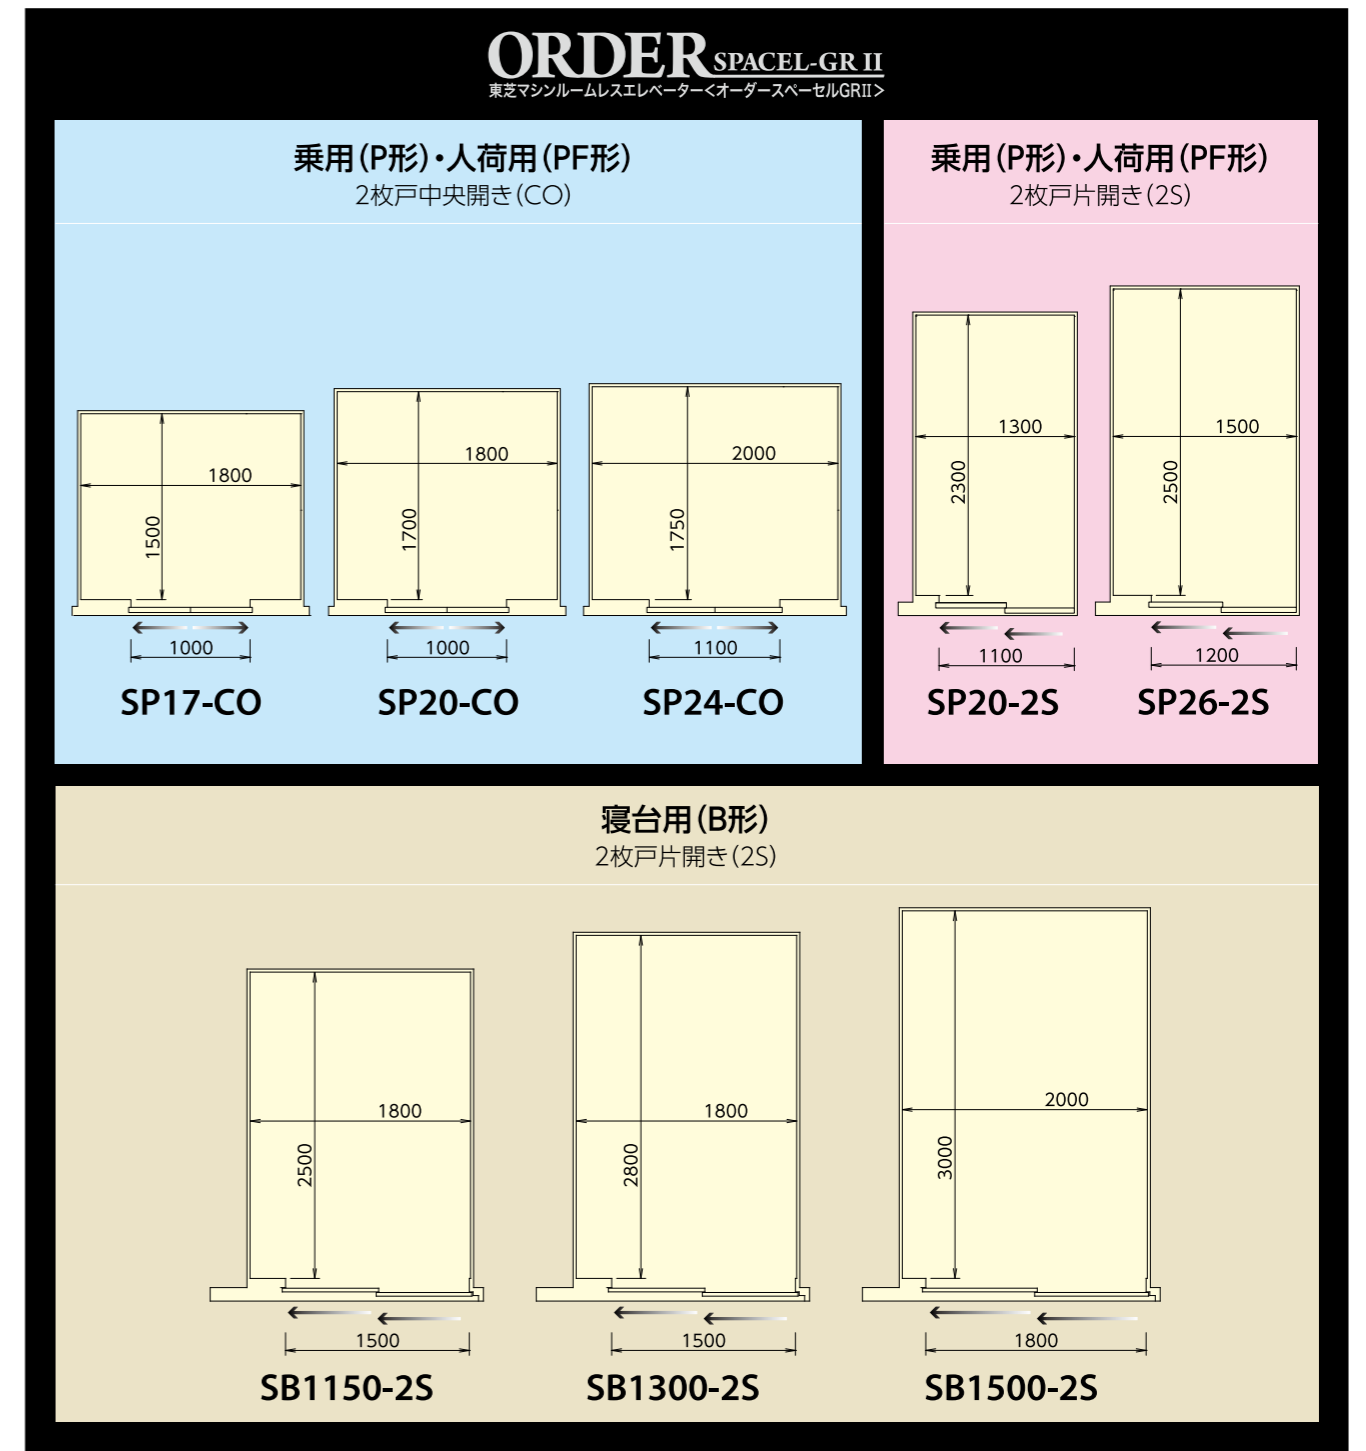 ORDER SPACEL-GR II
東芝マシンルームレスエレベーター<オーダースペーセルGRII>
乗用(P形)・人荷用(PF形)
2枚戸中央開き(CO)
1800
1500
1000
SP17-CO
1800
1700
1000
SP20-CO
2000
1750
1100
SP24-CO
乗用(P形)・人荷用(PF形)
2枚戸片開き(2S)
1300
2300
1100
SP20-2S
1500
2500
1200
SP26-2S
寝台用(B形)
2枚戸片開き(2S)
1800
2500
1500
SB1150-2S
1800
2800
1500
SB1300-2S
2000
3000
1800
SB1500-2S